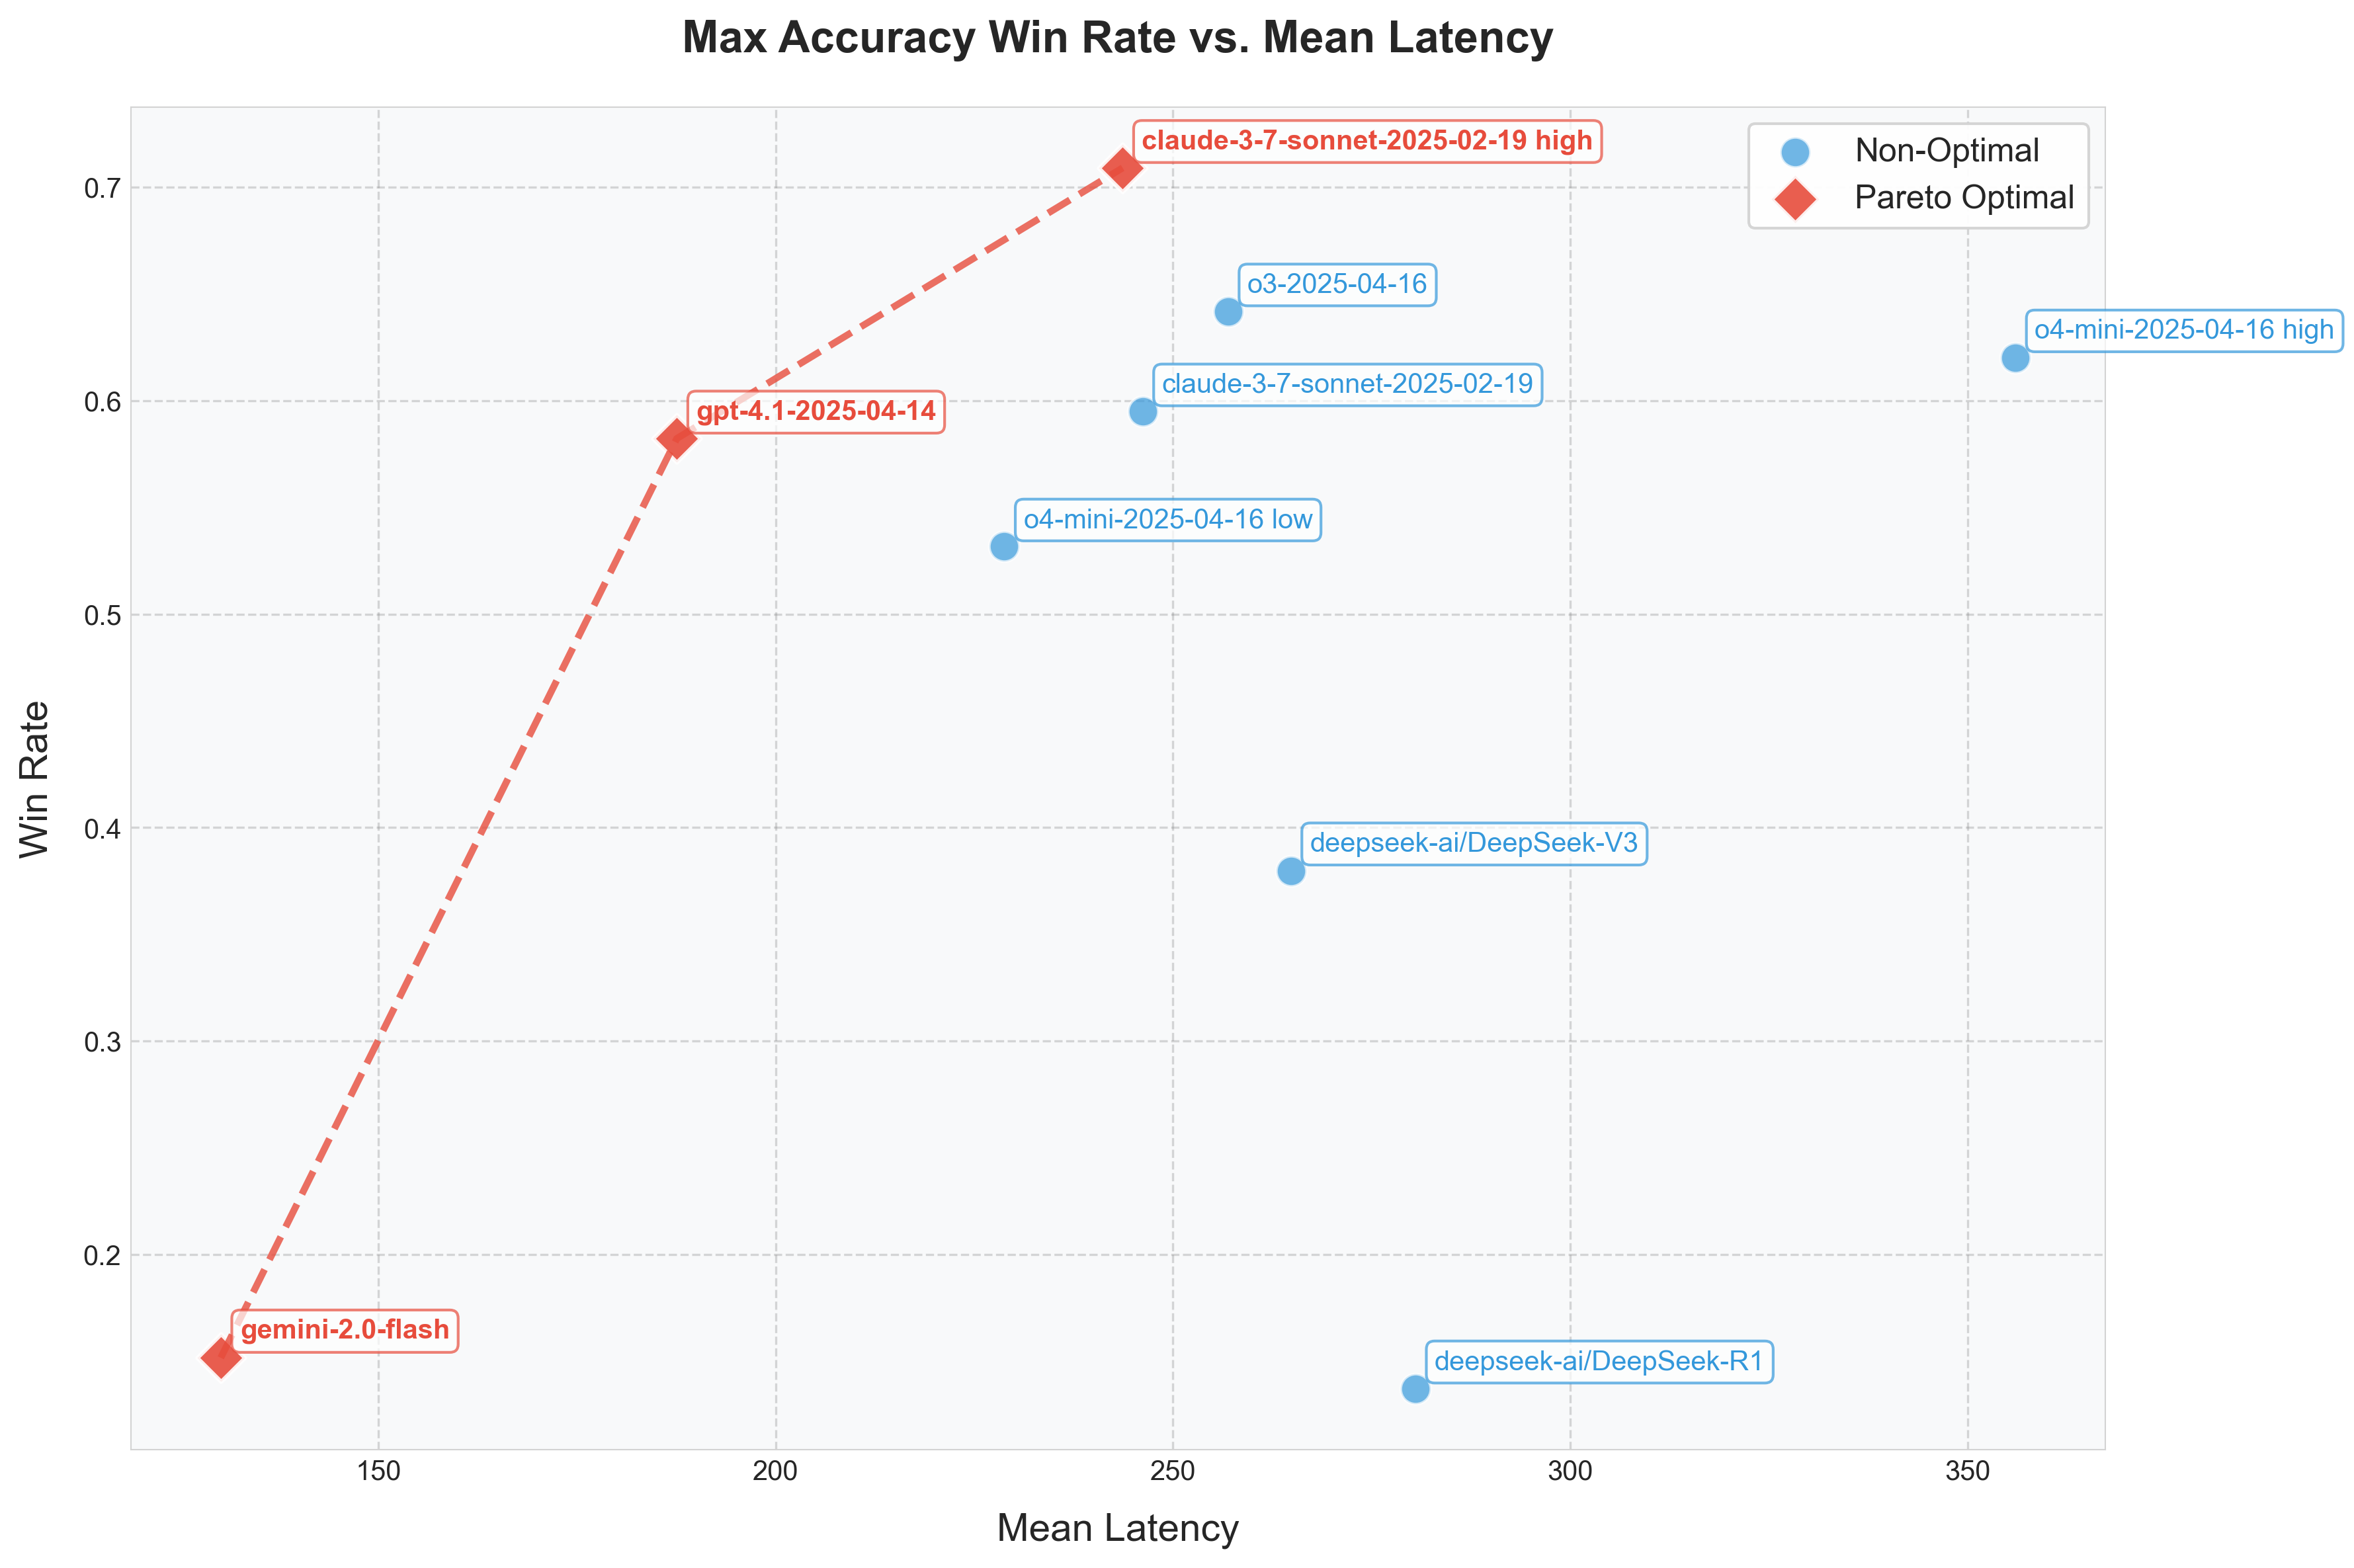 Max Accuracy Win Rate vs. Mean Latency
claude-3-7-sonnet-2025-02-19 high
Non-Optimal
Pareto Optimal
0.7
o3-2025-04-16
o4-mini-2025-04-16 high
claude-3-7-sonnet-2025-02-19
0.6
gpt-4.1-2025-04-14
o4-mini-2025-04-16 low
0.5
Win Rate
0.4
deepseek-ai/DeepSeek-V3
0.3
0.2
gemini-2.0-flash
deepseek-ai/DeepSeek-R1
150 200 250 300 350
Mean Latency